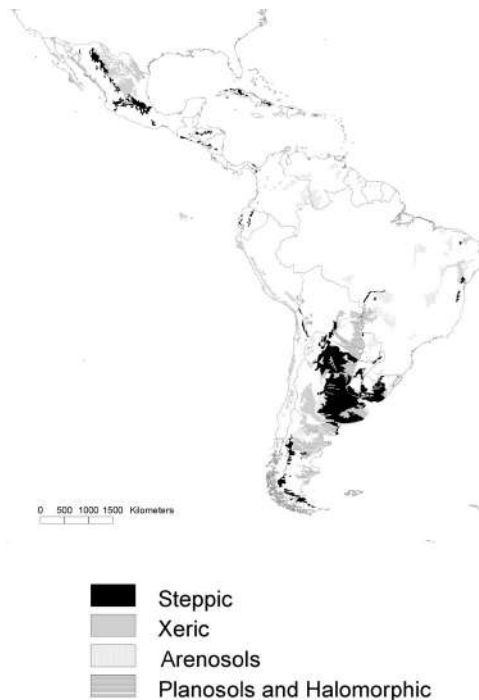 0 500 1000 1500 Kilometers
Steppic
Xeric
Arenosols
Planosols and Halomorphic